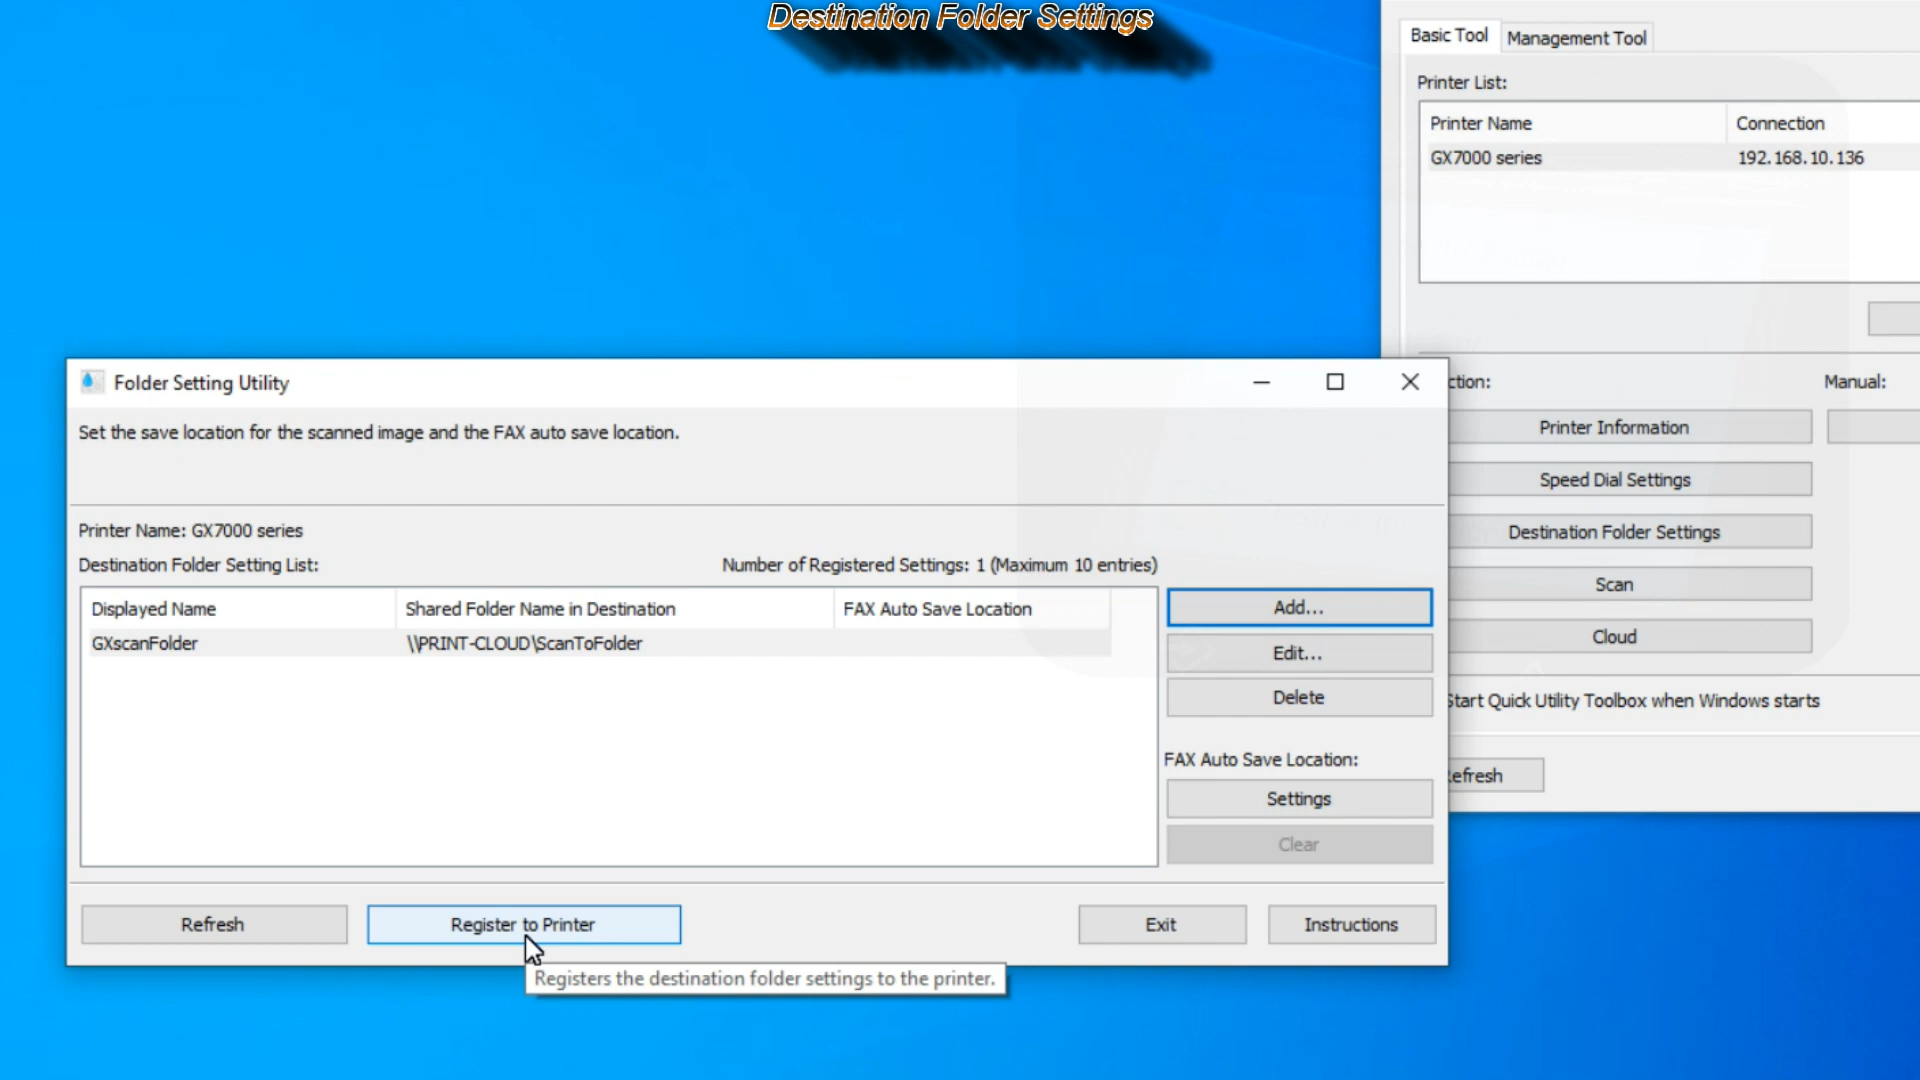 Destination Folder Settings
Basic Tool
Management Tool
Printer List:
Printer Name
Connection
GX7000 series
192.168.10.136
Folder Setting Utility
Set the save location for the scanned image and the FAX auto save location.
Printer Name: GX7000 series
Destination Folder Setting List:
Number of Registered Settings: 1 (Maximum 10 entries)
Displayed Name
Shared Folder Name in Destination
FAX Auto Save Location
GXscanFolder
\\PRINT-CLOUD\ScanToFolder
Add...
Edit...
Delete
FAX Auto Save Location:
Settings
Clear
Refresh
Register to Printer
Exit
Instructions
Registers the destination folder settings to the printer.
ction:
Manual:
Printer Information
Speed Dial Settings
Destination Folder Settings
Scan
Cloud
Start Quick Utility Toolbox when Windows starts
efresh